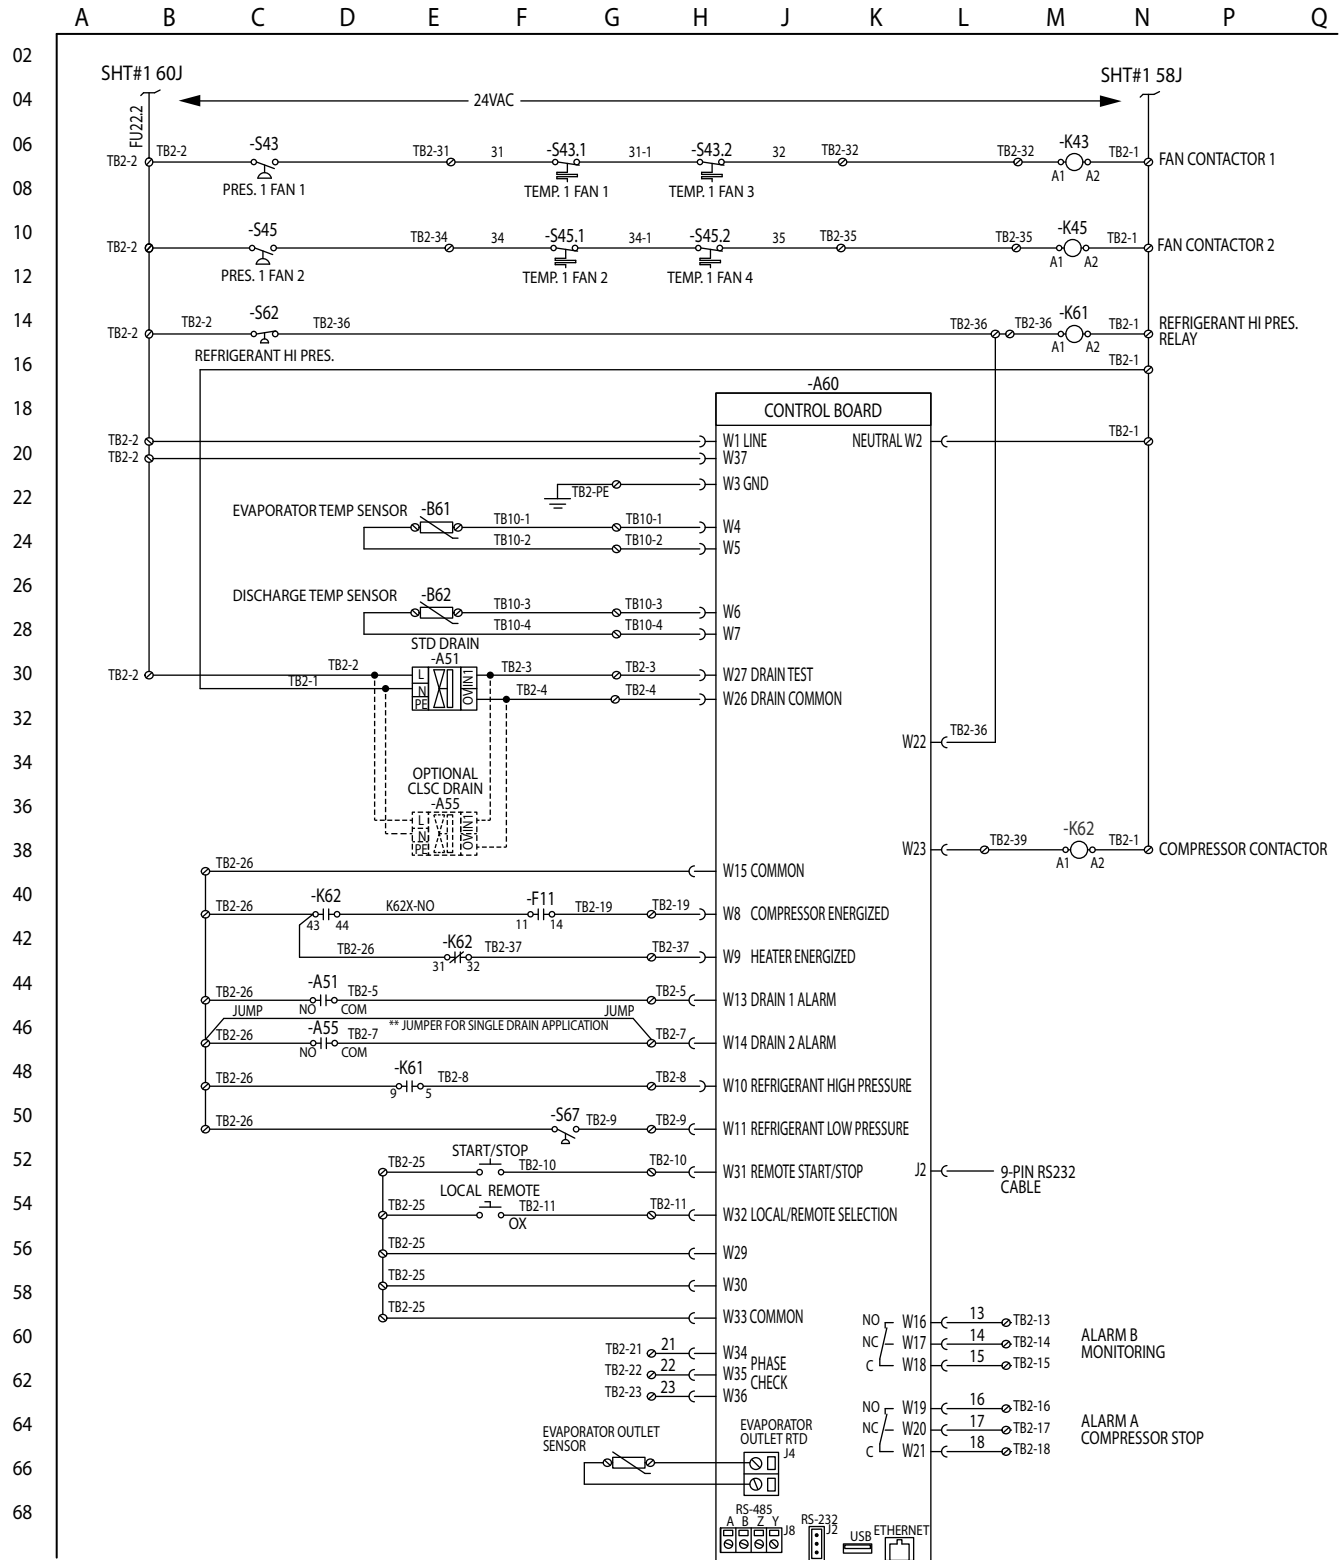 A B C D E F G H J K L M N P Q
02
SHT#1 60J SHT#1 58J
04 24VAC
FU22.2
06 TB2-2 TB2-2 -S43 TB2-31 31 -S43.1 31-1 -S43.2 32 TB2-32 TB2-32 -K43 TB2-1 FAN CONTACTOR 1
A1 A2
08 PRES. 1 FAN 1 TEMP. 1 FAN 1 TEMP. 1 FAN 3
10 TB2-2 -S45 TB2-34 34 -S45.1 34-1 -S45.2 35 TB2-35 TB2-35 -K45 TB2-1 FAN CONTACTOR 2
A1 A2
12 PRES. 1 FAN 2 TEMP. 1 FAN 2 TEMP. 1 FAN 4
14 TB2-2 TB2-2 -S62 TB2-36 TB2-36 TB2-36 -K61 TB2-1 REFRIGERANT HI PRES.
RELAY
A1 A2
REFRIGERANT HI PRES.
16 TB2-1
-A60
18 CONTROL BOARD
TB2-2 W1 LINE NEUTRAL W2 TB2-1
20 TB2-2 W37
TB2-PE W3 GND
22
EVAPORATOR TEMP SENSOR -B61 TB10-1 TB10-1 W4
24 TB10-2 TB10-2 W5
26
DISCHARGE TEMP SENSOR -B62 TB10-3 TB10-3 W6
28 TB10-4 TB10-4 W7
STD DRAIN
-A51
30 TB2-2 TB2-2 L TB2-3 TB2-3 W27 DRAIN TEST
TB2-1 N OVIN1 TB2-4 TB2-4 W26 DRAIN COMMON
PE
32
W22 TB2-36
34
OPTIONAL
CLSC DRAIN
36 -A55
L
N OVIN1
PE
38 W23 TB2-39 -K62 TB2-1 COMPRESSOR CONTACTOR
A1 A2
TB2-26 W15 COMMON
40
TB2-26 -K62 K62X-NO -F11 TB2-19 TB2-19 W8 COMPRESSOR ENERGIZED
43 44 11 14
42
TB2-26 -K62 TB2-37 TB2-37 W9 HEATER ENERGIZED
31 32
44
TB2-26 -A51 TB2-5 TB2-5 W13 DRAIN 1 ALARM
NO COM
JUMP JUMP
46 ** JUMPER FOR SINGLE DRAIN APPLICATION
TB2-26 -A55 TB2-7 TB2-7 W14 DRAIN 2 ALARM
NO COM
48
TB2-26 -K61 TB2-8 TB2-8 W10 REFRIGERANT HIGH PRESSURE
9 5
50
TB2-26 -S67 TB2-9 TB2-9 W11 REFRIGERANT LOW PRESSURE
52 START/STOP
TB2-25 TB2-10 TB2-10 W31 REMOTE START/STOP J2 9-PIN RS232
CABLE
54 LOCAL REMOTE
TB2-25 TB2-11 TB2-11 W32 LOCAL/REMOTE SELECTION
OX
56 TB2-25 W29
58 TB2-25 W30
TB2-25 W33 COMMON
60 NO W16 13 TB2-13
NC W17 14 TB2-14
C W18 15 TB2-15
ALARM B
MONITORING
TB2-21 21 W34
62 TB2-22 22 W35
TB2-23 23 W36
PHASE
CHECK
64 NO W19 16 TB2-16
NC W20 17 TB2-17
C W21 18 TB2-18
ALARM A
COMPRESSOR STOP
EVAPORATOR OUTLET
SENSOR
EVAPORATOR
OUTLET RTD
J4
66
68
RS-485
A B Z Y
J8
RS-232
J2
USB
ETHERNET